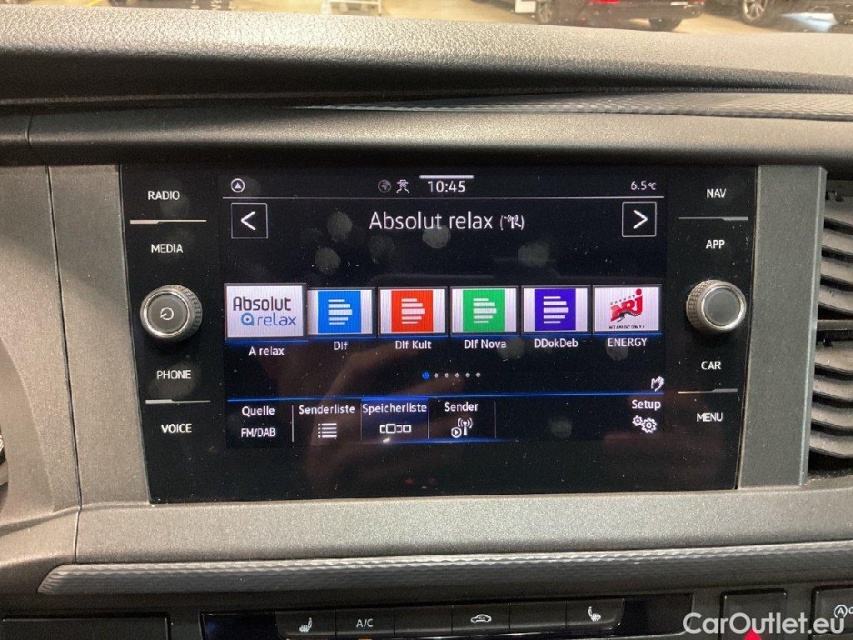 RADIO
10:45
6.5°C
NAV
Absolut relax
MEDIA
APP
Absolut
relax
NRJ
A relax
Dlf
Dlf Kult
Dlf Nova
DDokDeb
ENERGY
PHONE
CAR
Quelle
Senderliste
Speicherliste
Sender
Setup
FM/DAB
VOICE
MENU
A/C
CarOutlet.eu